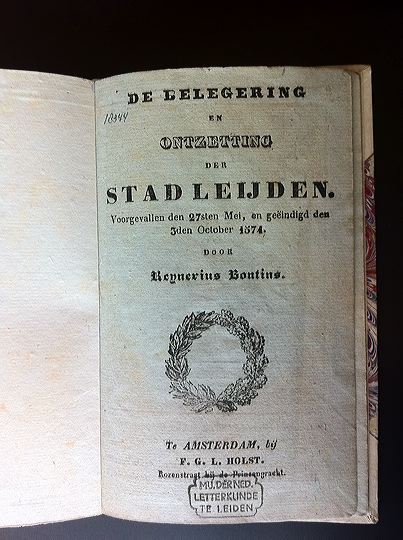 18344
DE BELEGERING
EN
ONTZETTING
DER
STAD LEIJDEN.
Voorgevallen den 27sten Mei, en geëindigd den
3den October 1574.
DOOR
Reynerius Bontius.
Te AMSTERDAM, bij
F. G. L. HOLST.
Rozenstraat bij de Prinsengracht.
MIJ. DER NED.
LETTERKUNDE
TE LEIDEN